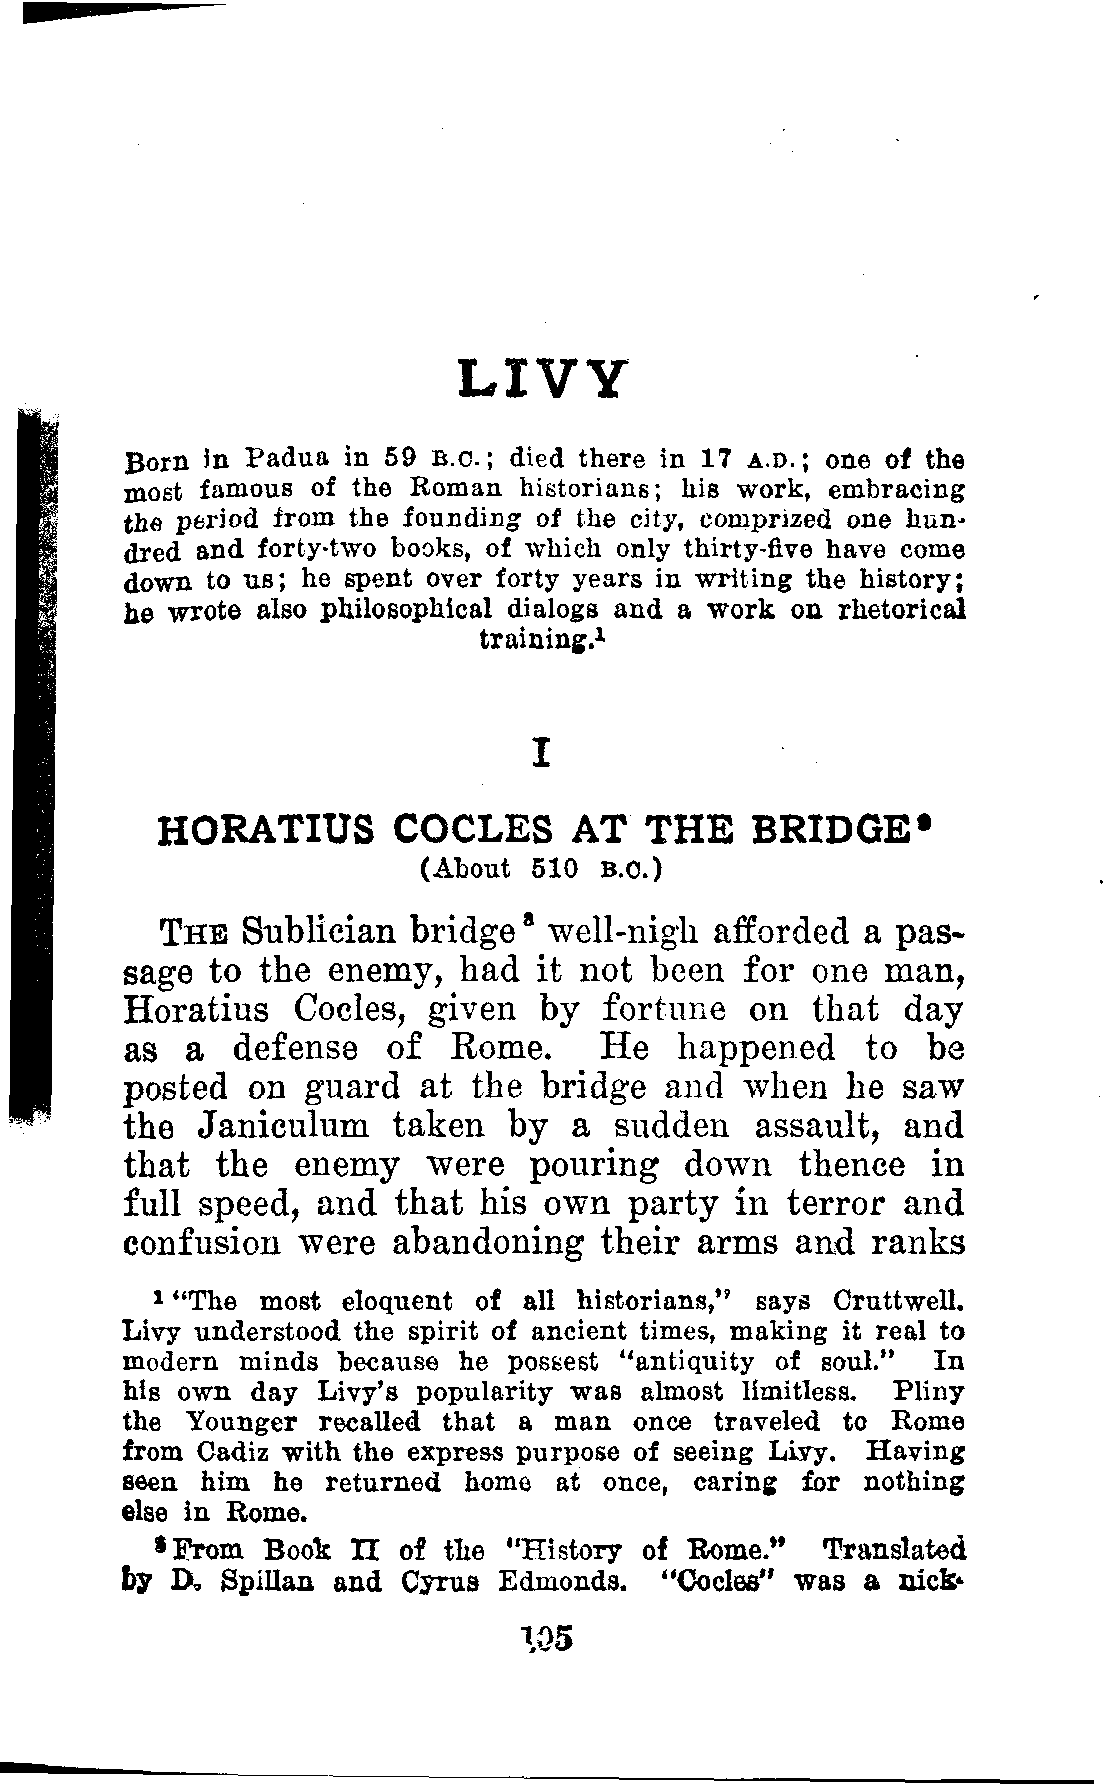 LIVY
Born in Padua in 59 B.C.; died there in 17 A.D.; one of the
most famous of the Roman historians; his work, embracing
the period from the founding of the city, comprized one hun-
dred and forty-two books, of which only thirty-five have come
down to us; he spent over forty years in writing the history;
he wrote also philosophical dialogs and a work on rhetorical
training.¹
I
HORATIUS COCLES AT THE BRIDGE²
(About 510 B.C.)
THE Sublician bridge³ well-nigh afforded a pas-
sage to the enemy, had it not been for one man,
Horatius Cocles, given by fortune on that day
as a defense of Rome. He happened to be
posted on guard at the bridge and when he saw
the Janiculum taken by a sudden assault, and
that the enemy were pouring down thence in
full speed, and that his own party in terror and
confusion were abandoning their arms and ranks
¹ "The most eloquent of all historians," says Cruttwell.
Livy understood the spirit of ancient times, making it real to
modern minds because he possest "antiquity of soul." In
his own day Livy's popularity was almost limitless. Pliny
the Younger recalled that a man once traveled to Rome
from Cadiz with the express purpose of seeing Livy. Having
seen him he returned home at once, caring for nothing
else in Rome.
² From Book II of the "History of Rome." Translated
by D. Spillan and Cyrus Edmonds. "Cocles" was a nick-
105